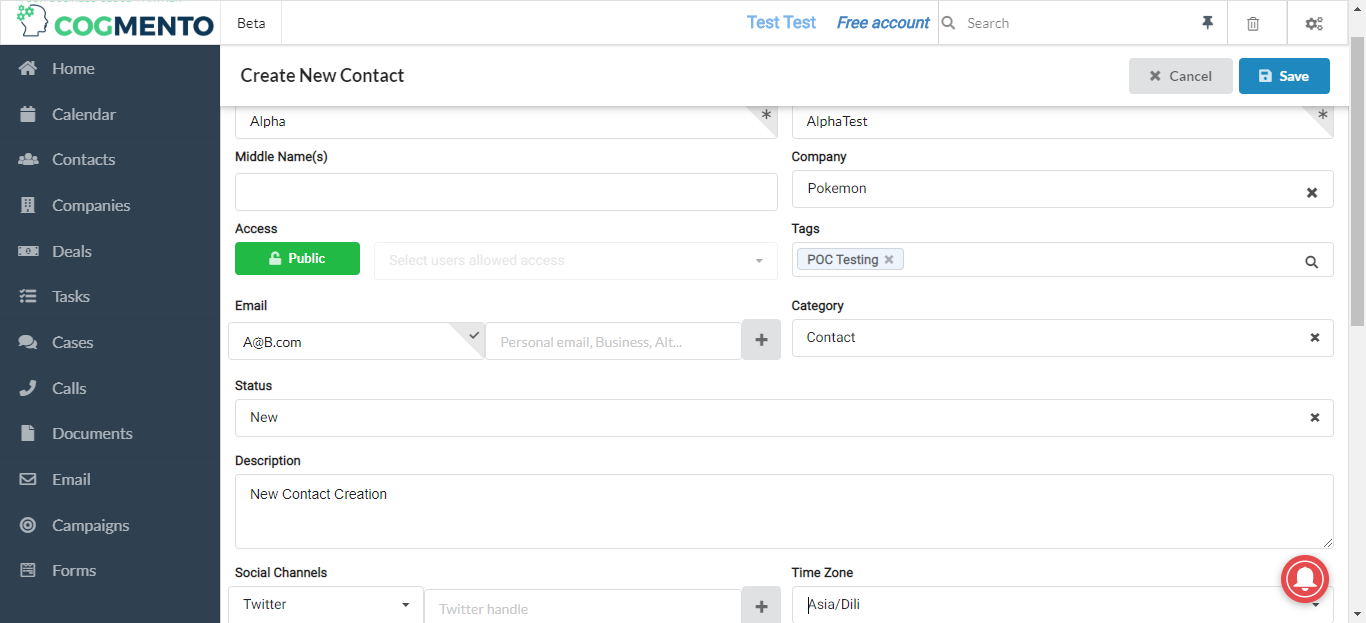 COGMENTO
Beta
Test Test
Free account
Search
Home
Calendar
Contacts
Companies
Deals
Tasks
Cases
Calls
Documents
Email
Campaigns
Forms
Create New Contact
Cancel
Save
Alpha
AlphaTest
Middle Name(s)
Company
Pokemon
Access
Tags
Public
Select users allowed access
POC Testing
Email
Category
A@B.com
Personal email, Business, Alt...
Contact
Status
New
Description
New Contact Creation
Social Channels
Time Zone
Twitter
Twitter handle
Asia/Dili